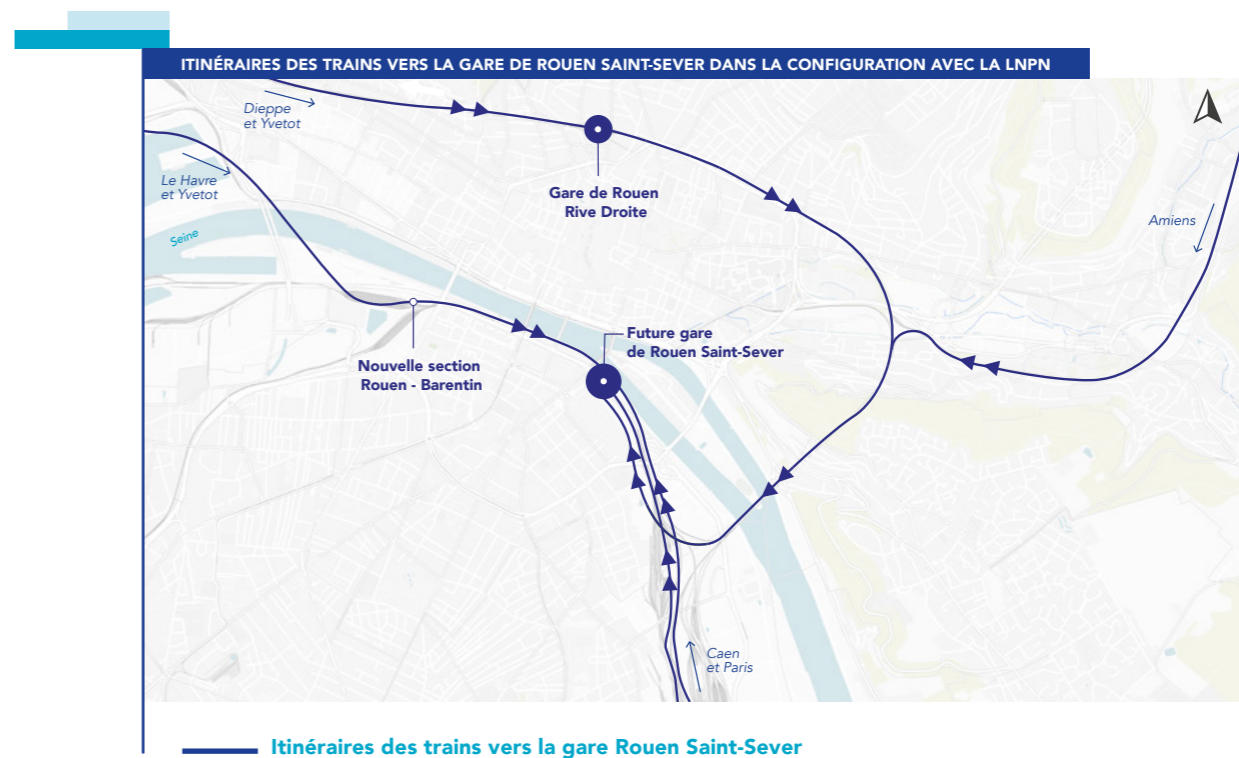 ITINÉRAIRES DES TRAINS VERS LA GARE DE ROUEN SAINT-SEVER DANS LA CONFIGURATION AVEC LA LNPN
Dieppe
et Yvetot
Le Havre
et Yvetot
Gare de Rouen
Rive Droite
Amiens
Seine
Future gare
de Rouen Saint-Sever
Nouvelle section
Rouen - Barentin
Caen
et Paris
Itinéraires des trains vers la gare Rouen Saint-Sever